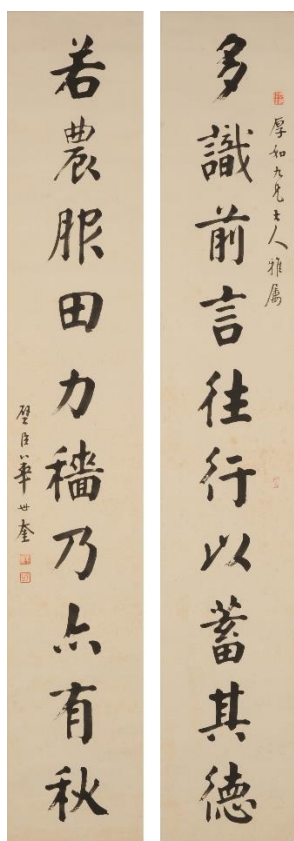 厚如九兄大人雅属
多識前言往行以蓄其德
若農服田力穡乃亦有秋
璧臣華世奎